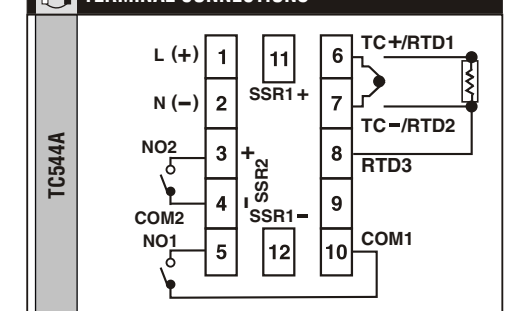 TERMINAL CONNECTIONS
TC544A
L (+) 1 11 6 TC+/RTD1
N (−) 2 SSR1+ 7 TC−/RTD2
NO2 3 + SSR2 8 RTD3
COM2 4 - SSR1− 9
NO1 5 12 10 COM1